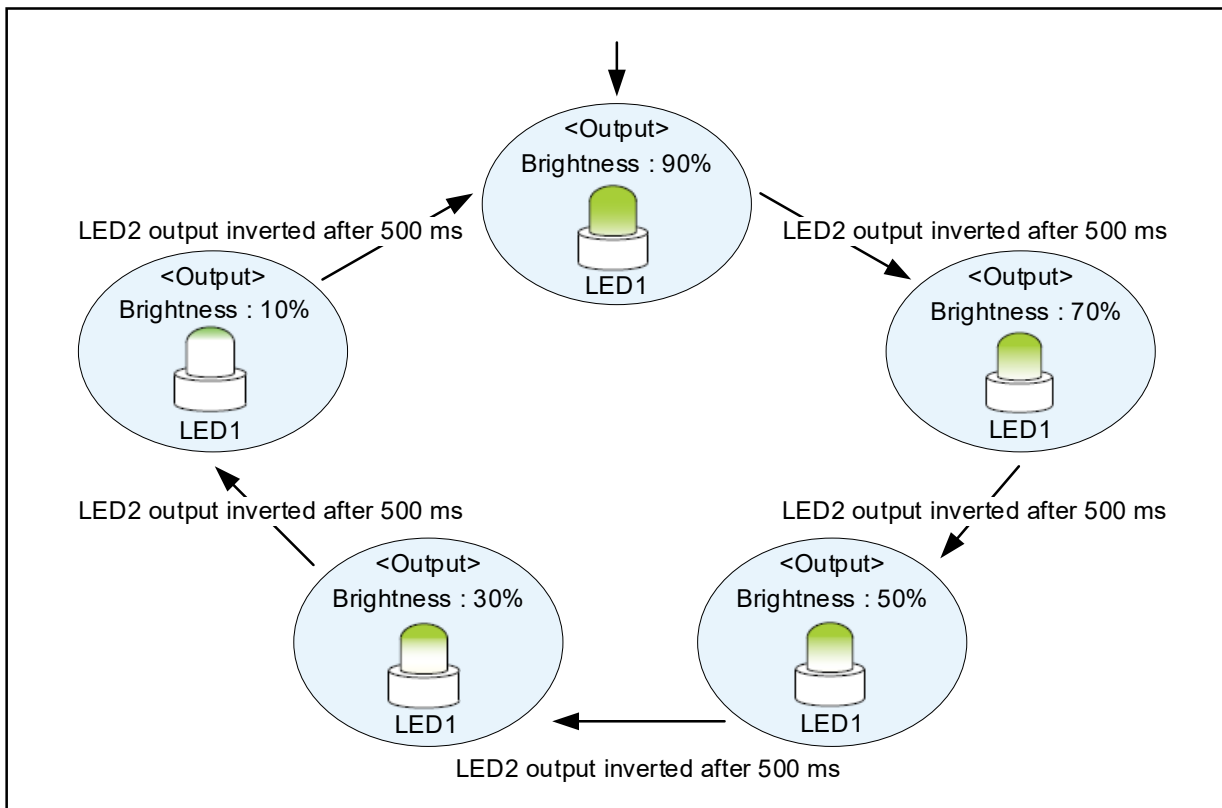 <Output>
Brightness : 90%
LED1
LED2 output inverted after 500 ms
<Output>
Brightness : 70%
LED1
LED2 output inverted after 500 ms
<Output>
Brightness : 50%
LED1
LED2 output inverted after 500 ms
<Output>
Brightness : 30%
LED1
LED2 output inverted after 500 ms
<Output>
Brightness : 10%
LED1
LED2 output inverted after 500 ms